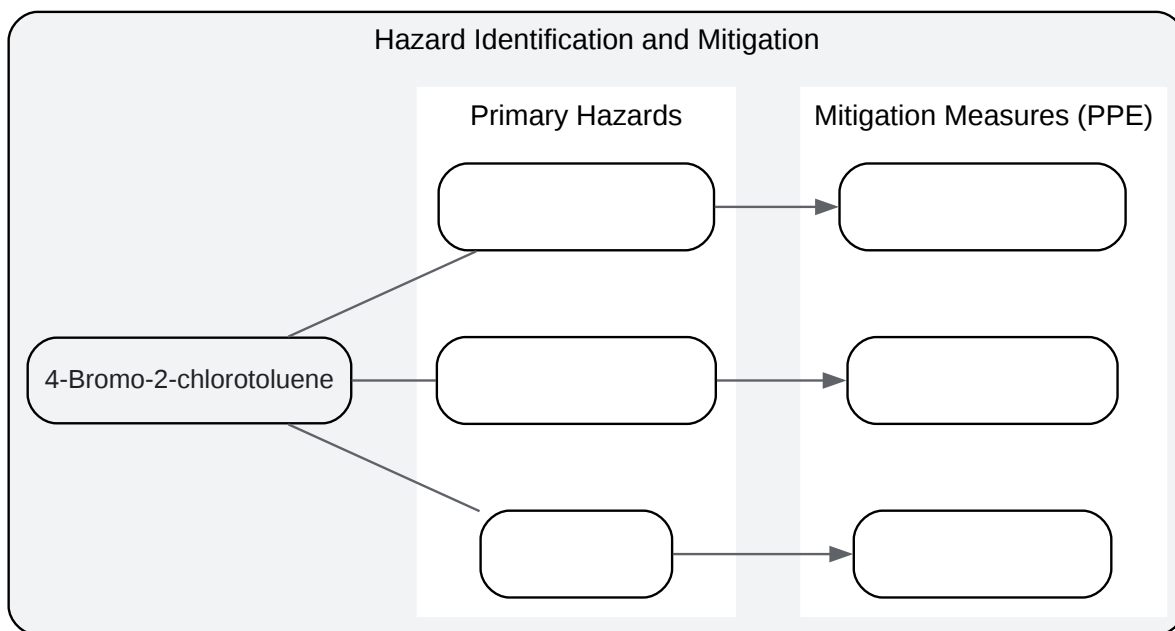 Hazard Identification and Mitigation
Primary Hazards
Mitigation Measures (PPE)
4-Bromo-2-chlorotoluene